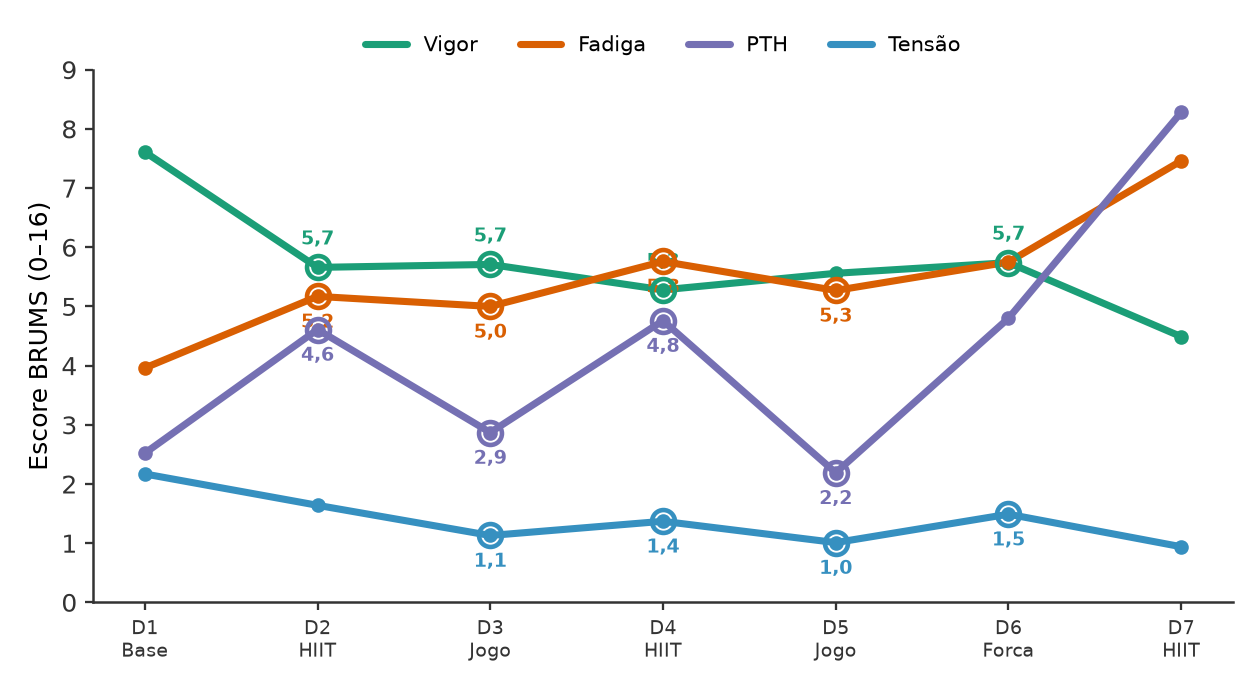 Vigor Fadiga PTH Tensão
Escore BRUMS (0–16)
9
8
7
6
5
4
3
2
1
0
5,7 5,7 5,7
5,2 5,0 5,3
4,6 2,9 4,8 2,2
1,1 1,4 1,0 1,5
D1 D2 D3 D4 D5 D6 D7
Base HIIT Jogo HIIT Jogo Forca HIIT